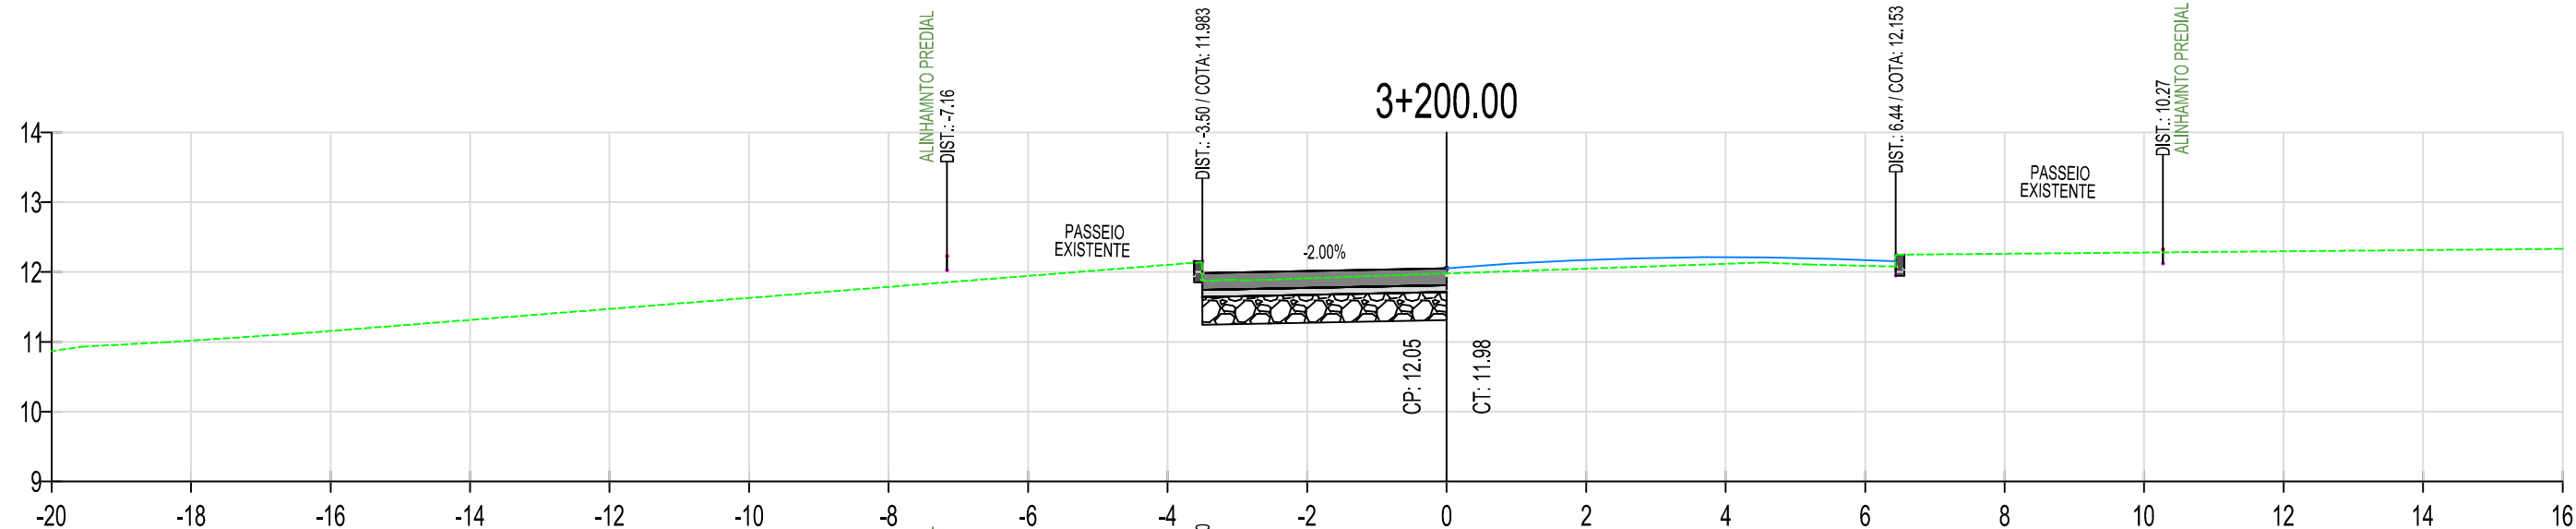 ALINHAMNTO PREDIAL
DIST.: -7.16
DIST.: -3.50 / COTA: 11.983
3+200.00
DIST.: 6.44 / COTA: 12.153
DIST.: 10.27
ALINHAMNTO PREDIAL
14
13
12
11
10
9
PASSEIO
EXISTENTE
-2.00%
PASSEIO
EXISTENTE
CP: 12.05
CT: 11.98
-20
-18
-16
-14
-12
-10
-8
-6
-4
-2
0
2
4
6
8
10
12
14
16